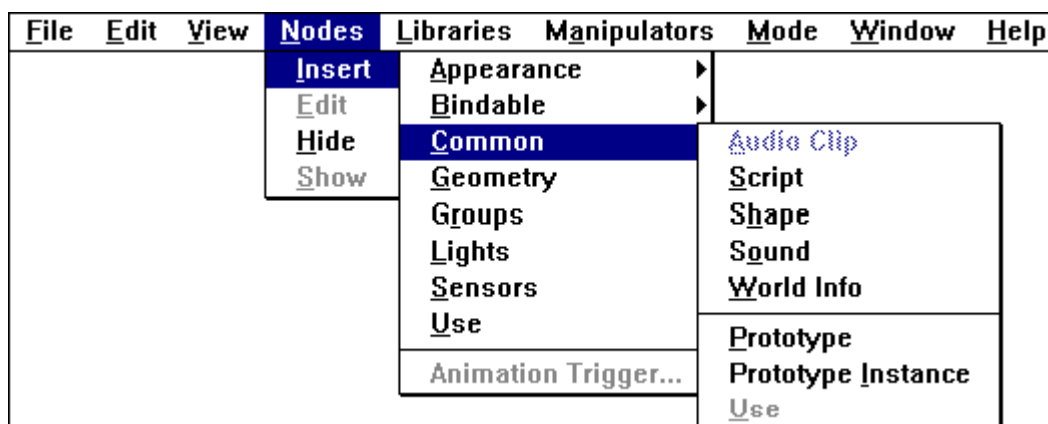 File Edit View Nodes Libraries Manipulators Mode Window Help
Insert
Edit
Hide
Show
Appearance
Bindable
Common
Geometry
Groups
Lights
Sensors
Use
Animation Trigger...
Audio Clip
Script
Shape
Sound
World Info
Prototype
Prototype Instance
Use